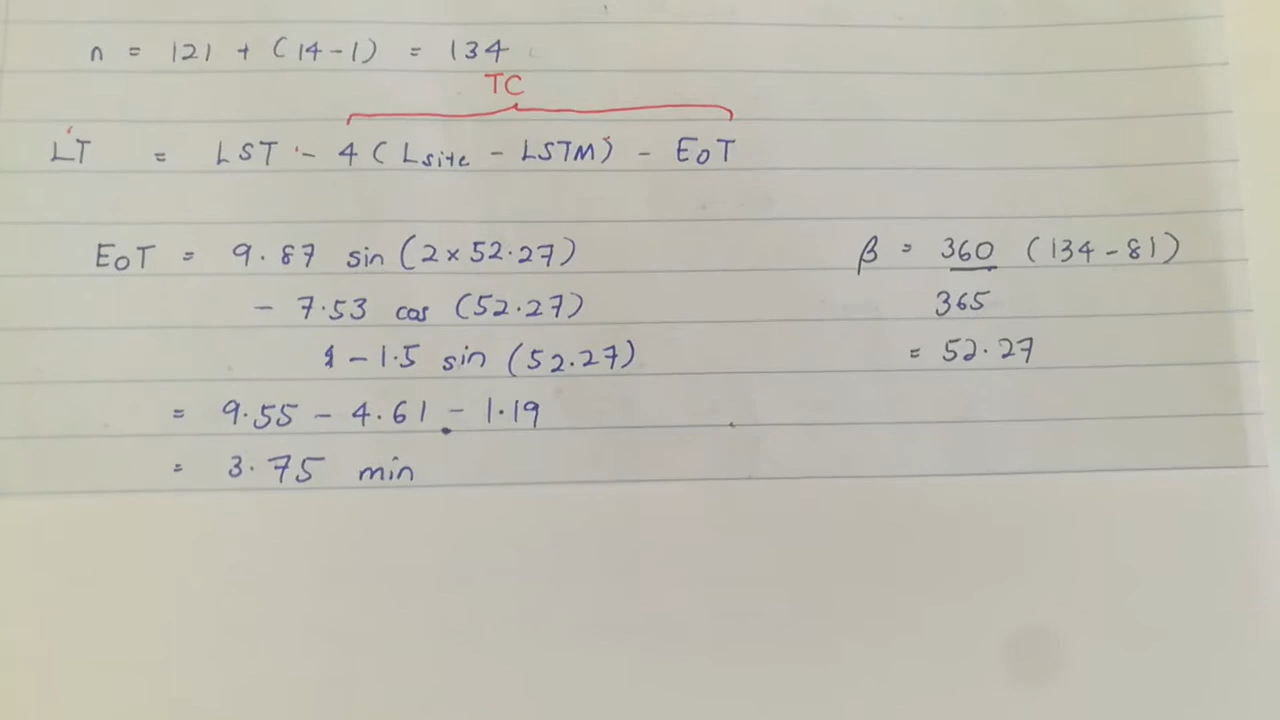 n = 121 + (14-1) = 134
TC
LT = LST - 4 (Lsite - LSTM) - EoT
EoT = 9.87 sin (2×52.27)
- 7.53 cos (52.27)
- 1.5 sin (52.27)
= 9.55 - 4.61 - 1.19
= 3.75 min
β = 360 (134-81)
365
= 52.27